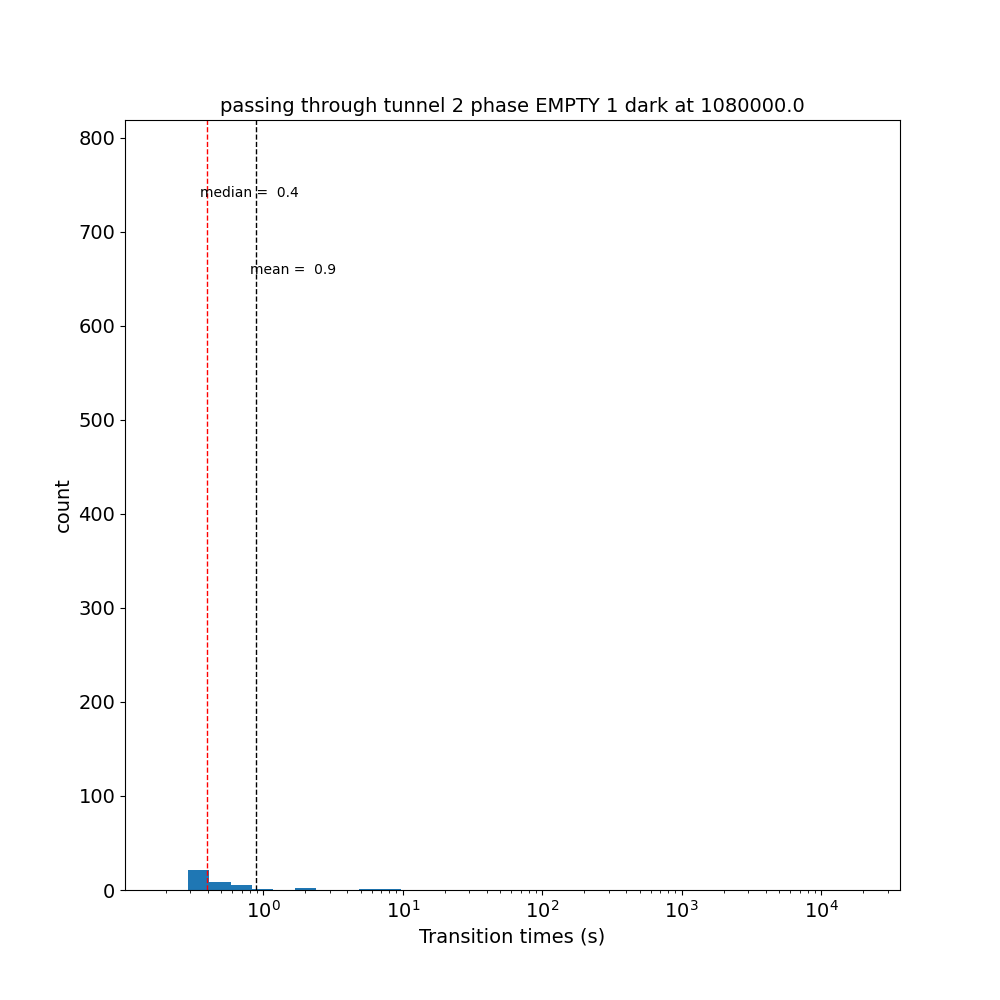 passing through tunnel 2 phase EMPTY 1 dark at 1080000.0
800
median =  0.4
700
mean =  0.9
600
500
count
400
300
200
100
0
10⁰ 10¹ 10² 10³ 10⁴
Transition times (s)